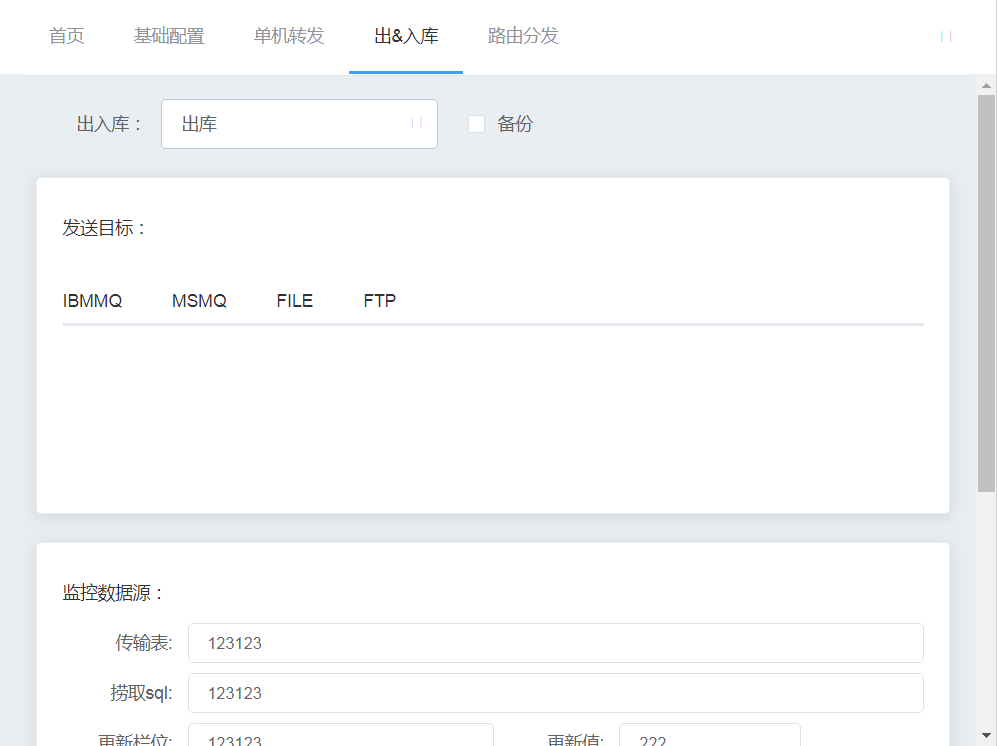 首页 基础配置 单机转发 出&入库 路由分发
出入库： 出库 备份
发送目标：
IBMMQ MSMQ FILE FTP
监控数据源：
传输表: 123123
捞取sql: 123123
更新栏位: 123123 更新值: 222